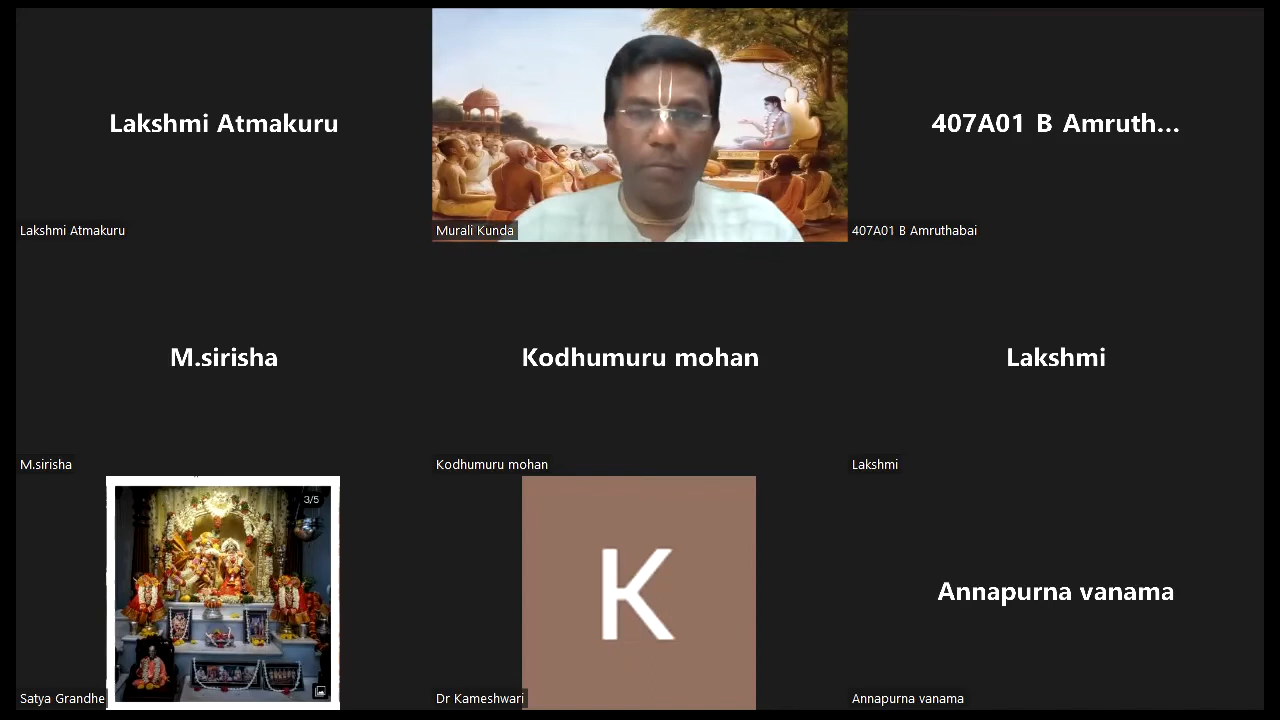 Lakshmi Atmakuru
Lakshmi Atmakuru
Murali Kunda
407A01 B Amruth...
407A01 B Amruthabai
M.sirisha
M.sirisha
Kodhumuru mohan
Kodhumuru mohan
Lakshmi
Lakshmi
3/5
Satya Grandhe
K
Dr Kameshwari
Annapurna vanama
Annapurna vanama